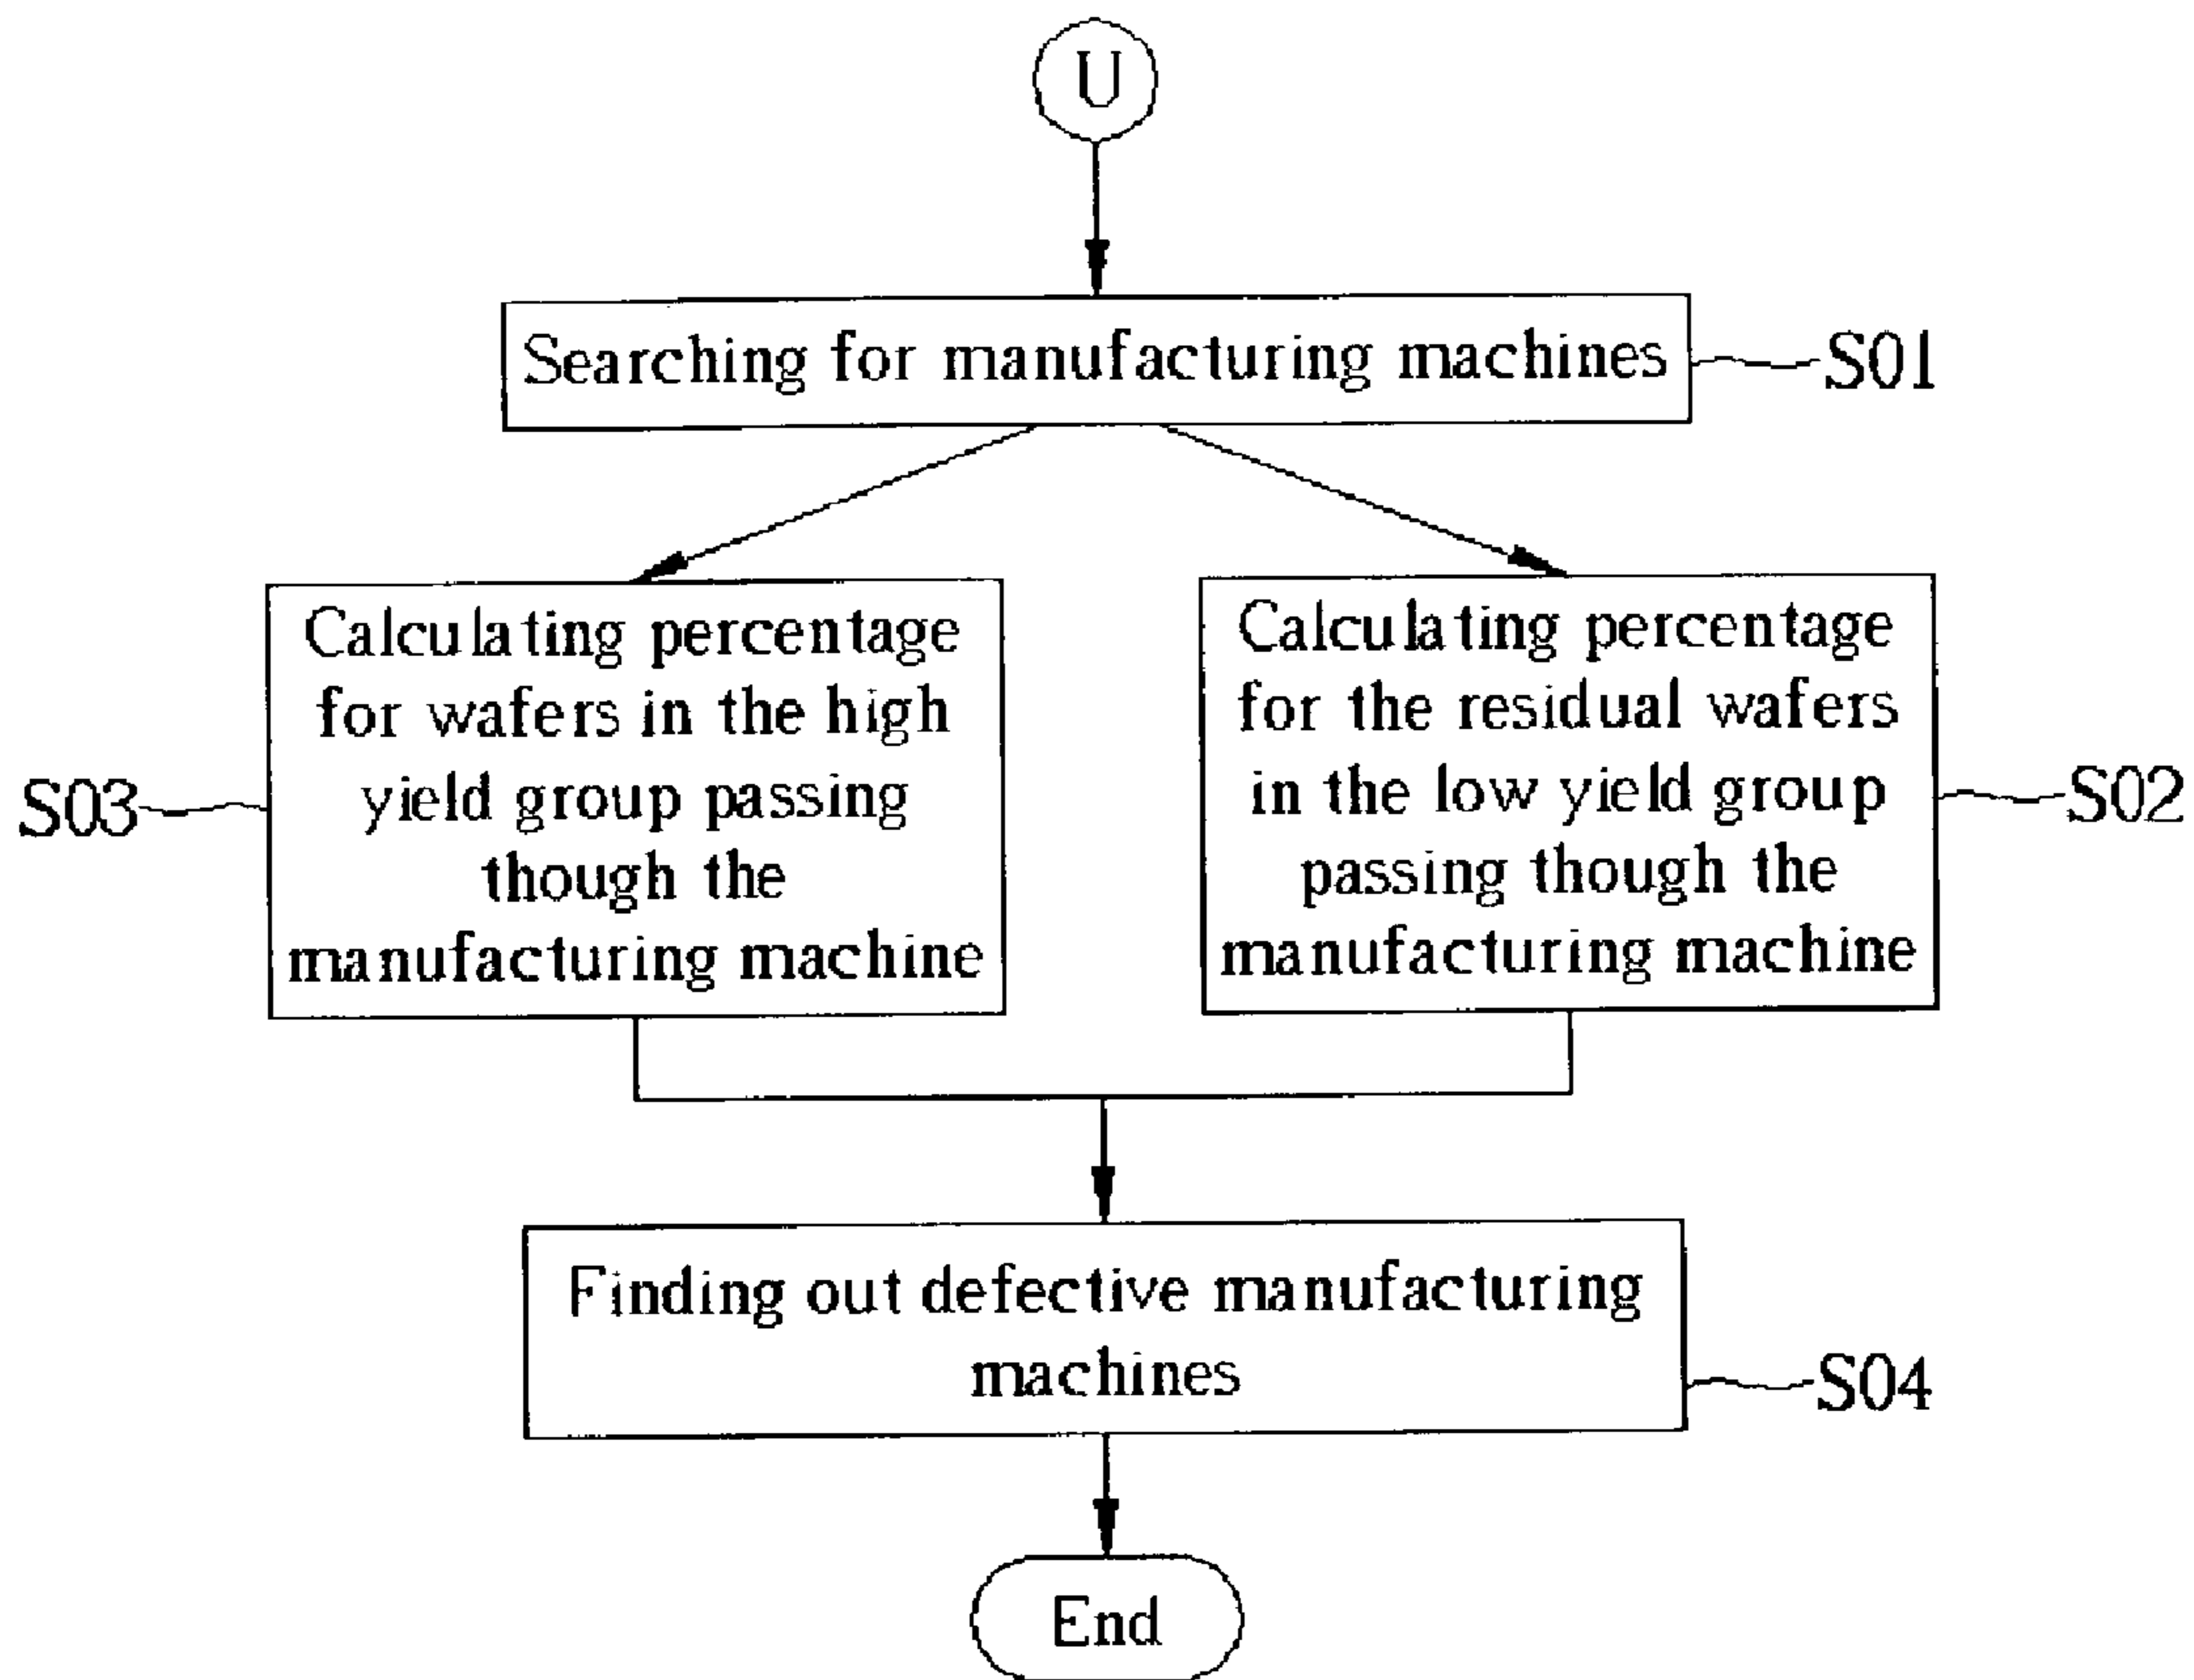 U
Searching for manufacturing machines
S01
Calculating percentage
for wafers in the high
yield group passing
though the
manufacturing machine
S03
Calculating percentage
for the residual wafers
in the low yield group
passing though the
manufacturing machine
S02
Finding out defective manufacturing
machines
S04
End